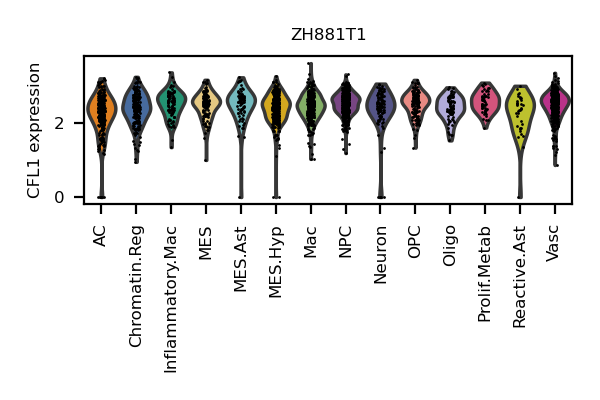 ZH881T1
CFL1 expression
2
0
AC
Chromatin.Reg
Inflammatory.Mac
MES
MES.Ast
MES.Hyp
Mac
NPC
Neuron
OPC
Oligo
Prolif.Metab
Reactive.Ast
Vasc